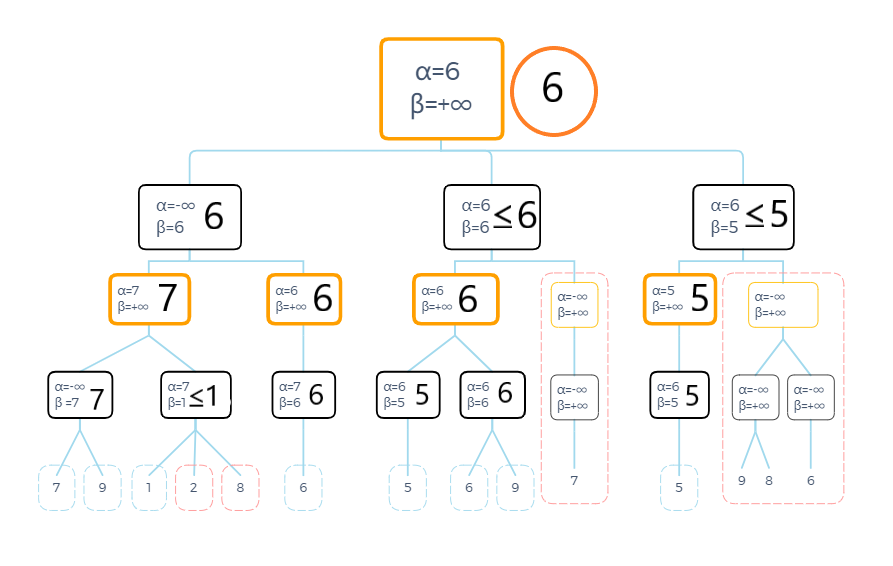 α=6
β=+∞
6
α=-∞
β=6
6
α=6
β=6
≤6
α=6
β=5
≤5
α=7
β=+∞
7
α=6
β=+∞
6
α=6
β=+∞
6
α=-∞
β=+∞
α=5
β=+∞
5
α=-∞
β=+∞
α=-∞
β =7
7
α=7
β=1
≤1
α=7
β=6
6
α=6
β=5
5
α=6
β=6
6
α=-∞
β=+∞
α=6
β=5
5
α=-∞
β=+∞
α=-∞
β=+∞
7 9 1 2 8 6 5 6 9 7 5 9 8 6